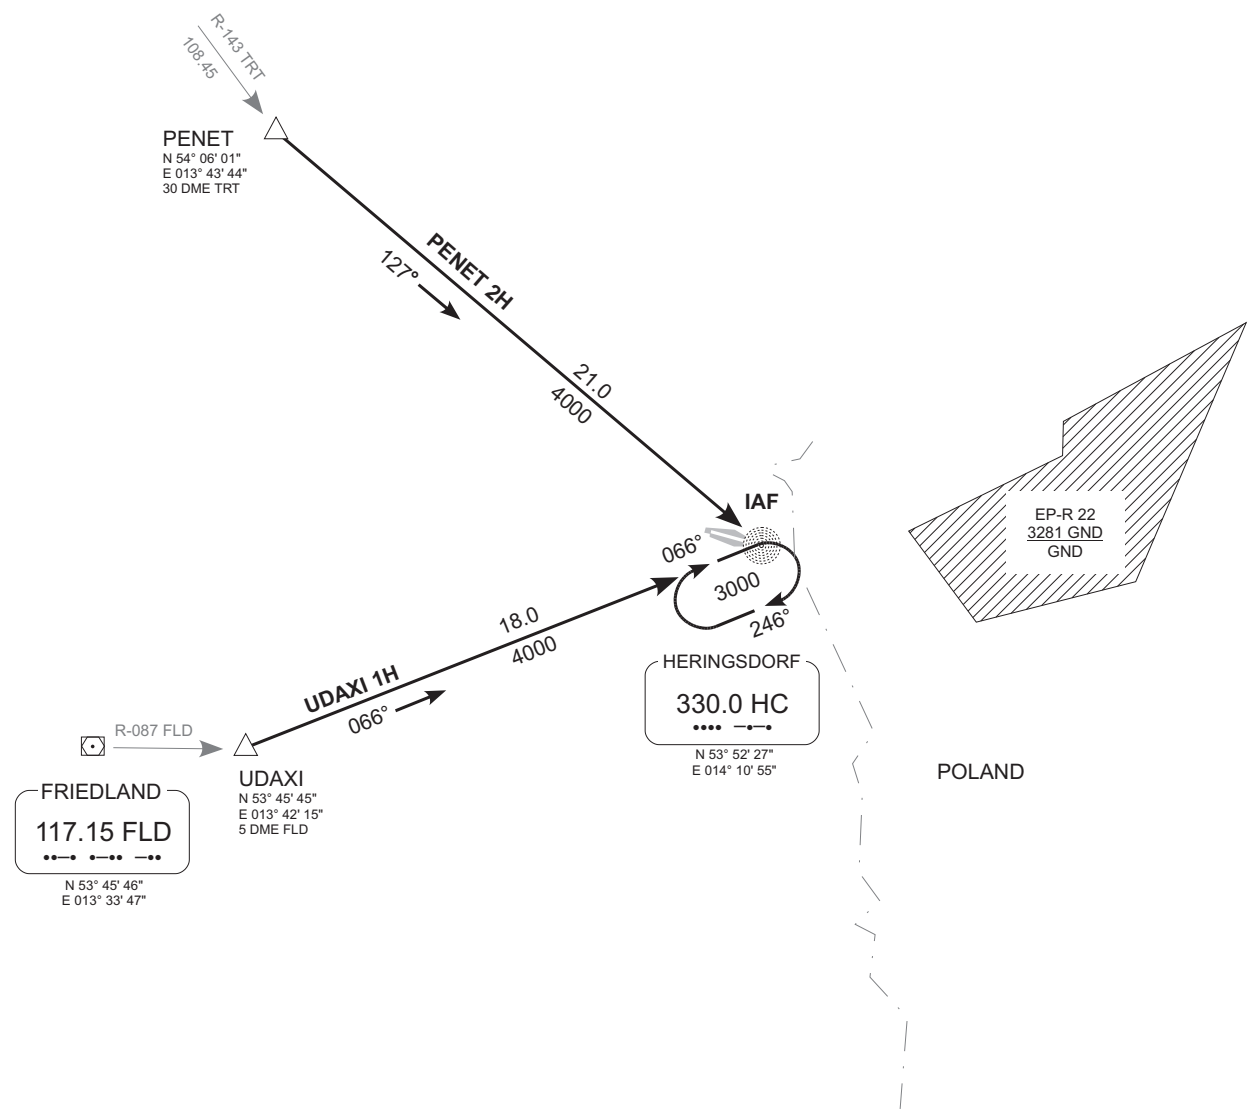 R-143 TRT
108.45
PENET
N 54° 06' 01"
E 013° 43' 44"
30 DME TRT
PENET 2H
127°
21.0
4000
IAF
066°
3000
246°
EP-R 22
3281 GND
GND
18.0
4000
UDAXI 1H
066°
HERINGSDORF
330.0 HC
N 53° 52' 27"
E 014° 10' 55"
R-087 FLD
UDAXI
N 53° 45' 45"
E 013° 42' 15"
5 DME FLD
POLAND
FRIEDLAND
117.15 FLD
N 53° 45' 46"
E 013° 33' 47"